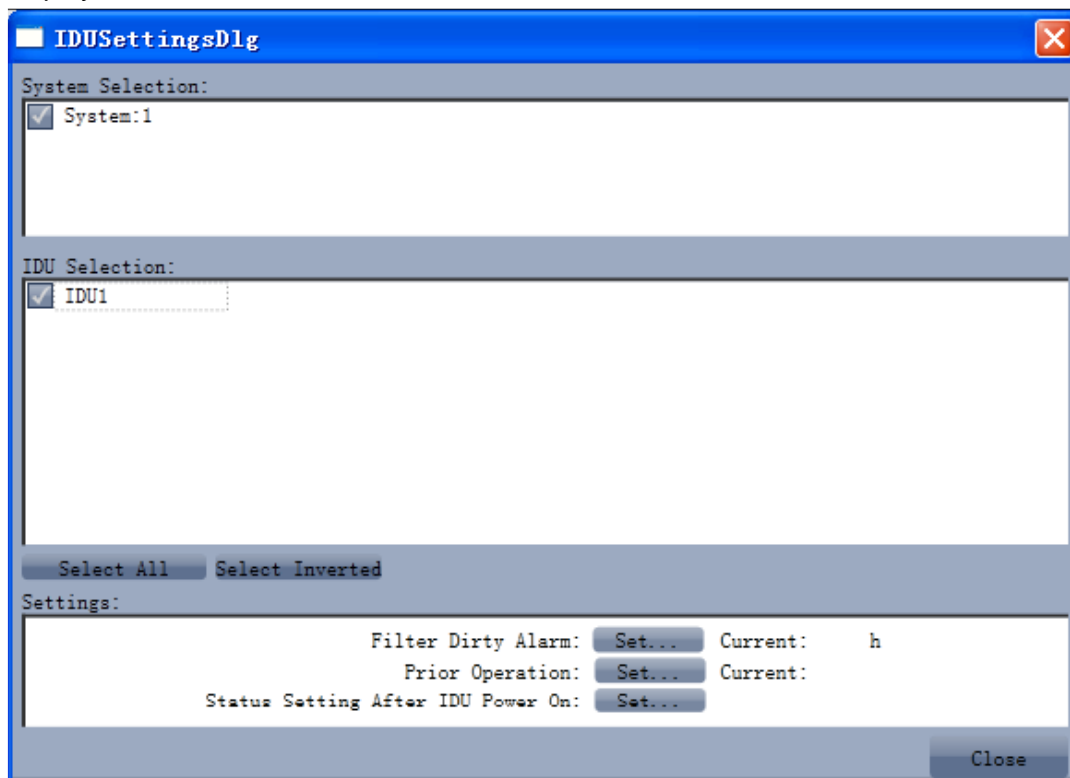 IDUSettingsDlg
System Selection:
System:1
IDU Selection:
IDU1
Select All Select Inverted
Settings:
Filter Dirty Alarm: Set... Current: h
Prior Operation: Set... Current:
Status Setting After IDU Power On: Set...
Close